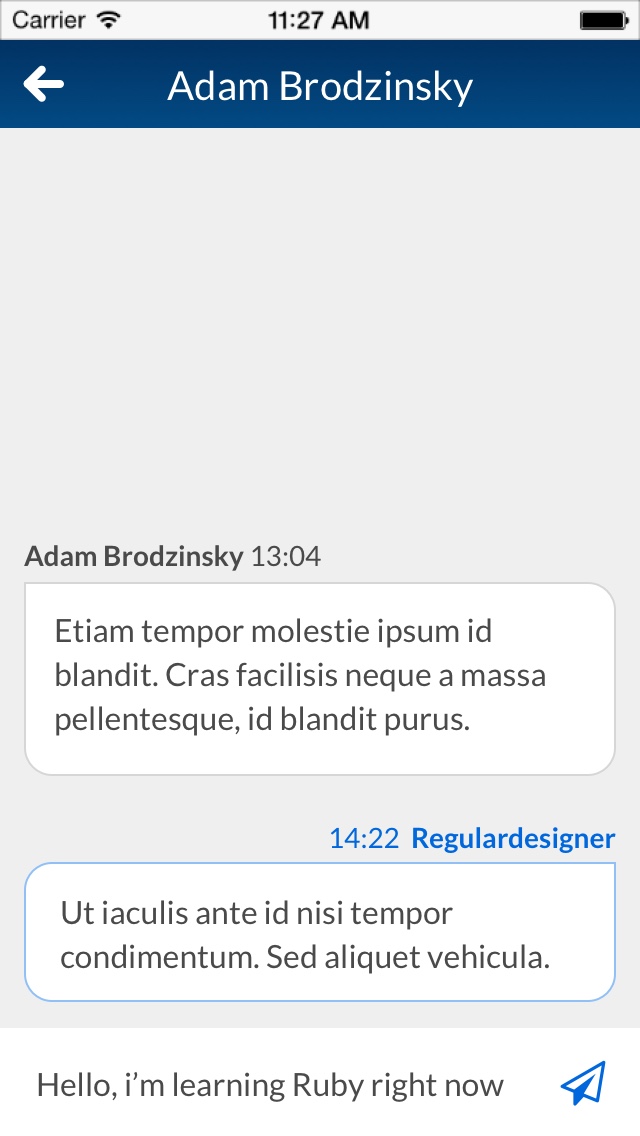 Carrier 11:27 AM
Adam Brodzinsky
Adam Brodzinsky 13:04
Etiam tempor molestie ipsum id
blandit. Cras facilisis neque a massa
pellentesque, id blandit purus.
14:22 Regulardesigner
Ut iaculis ante id nisi tempor
condimentum. Sed aliquet vehicula.
Hello, i’m learning Ruby right now